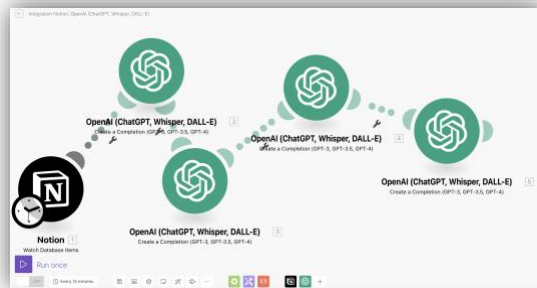 Integration Notion, OpenAI (ChatGPT, Whisper, DALL-E)
OpenAI (ChatGPT, Whisper, DALL-E) 2
Create a Completion (GPT-3, GPT-3.5, GPT-4)
OpenAI (ChatGPT, Whisper, DALL-E) 4
Create a Completion (GPT-3, GPT-3.5, GPT-4)
OpenAI (ChatGPT, Whisper, DALL-E) 5
Create a Completion (GPT-3, GPT-3.5, GPT-4)
OpenAI (ChatGPT, Whisper, DALL-E) 3
Create a Completion (GPT-3, GPT-3.5, GPT-4)
N
Notion 1
Watch Database Items
Run once
Every 15 minutes